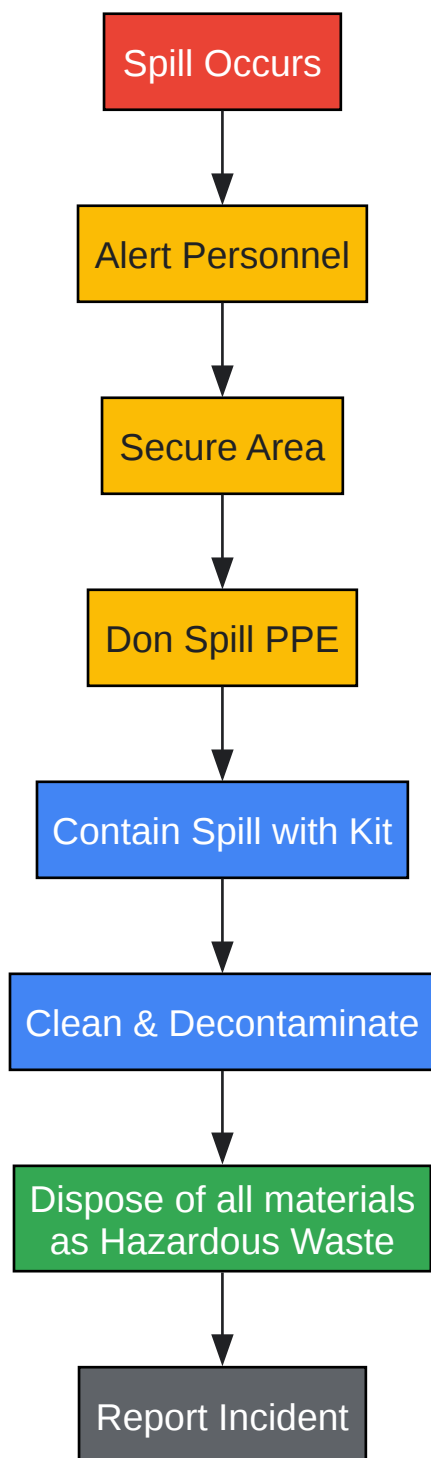 Spill Occurs
Alert Personnel
Secure Area
Don Spill PPE
Contain Spill with Kit
Clean & Decontaminate
Dispose of all materials
as Hazardous Waste
Report Incident